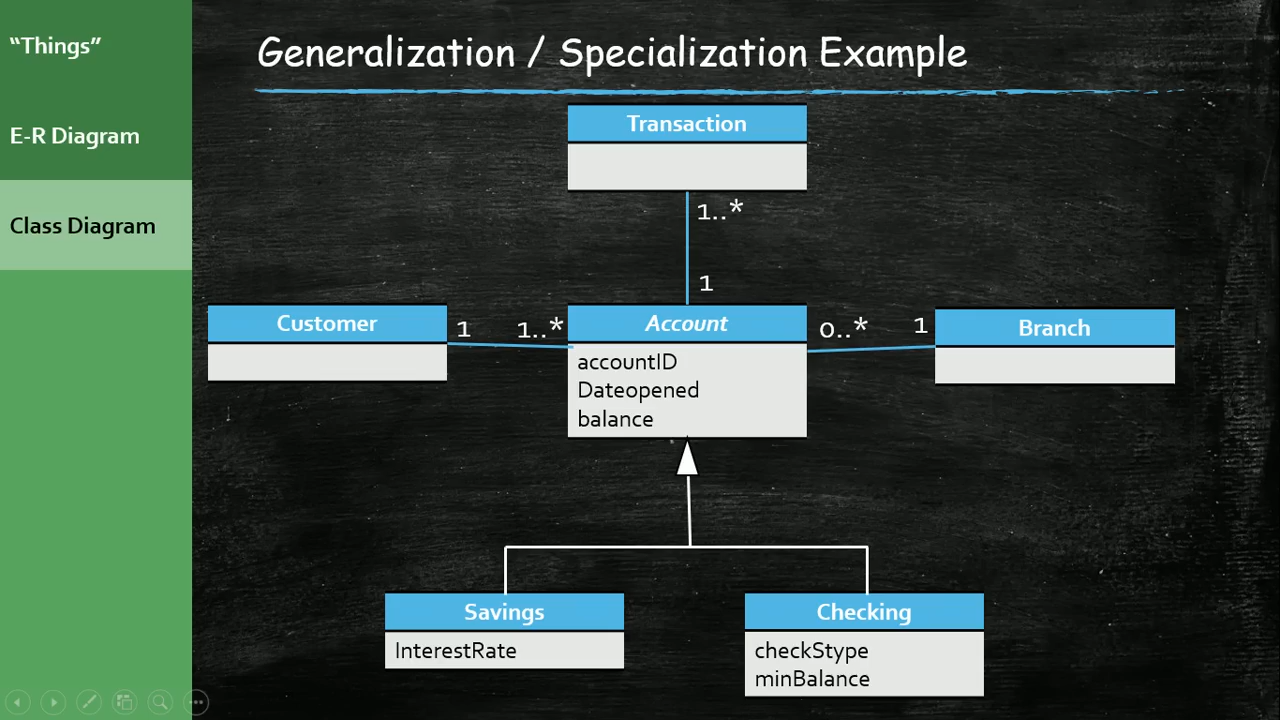 “Things”
E-R Diagram
Class Diagram
Generalization / Specialization Example
Transaction
1..*
1
Customer
1
1..*
Account
accountID
Dateopened
balance
0..*
1
Branch
Savings
InterestRate
Checking
checkStype
minBalance